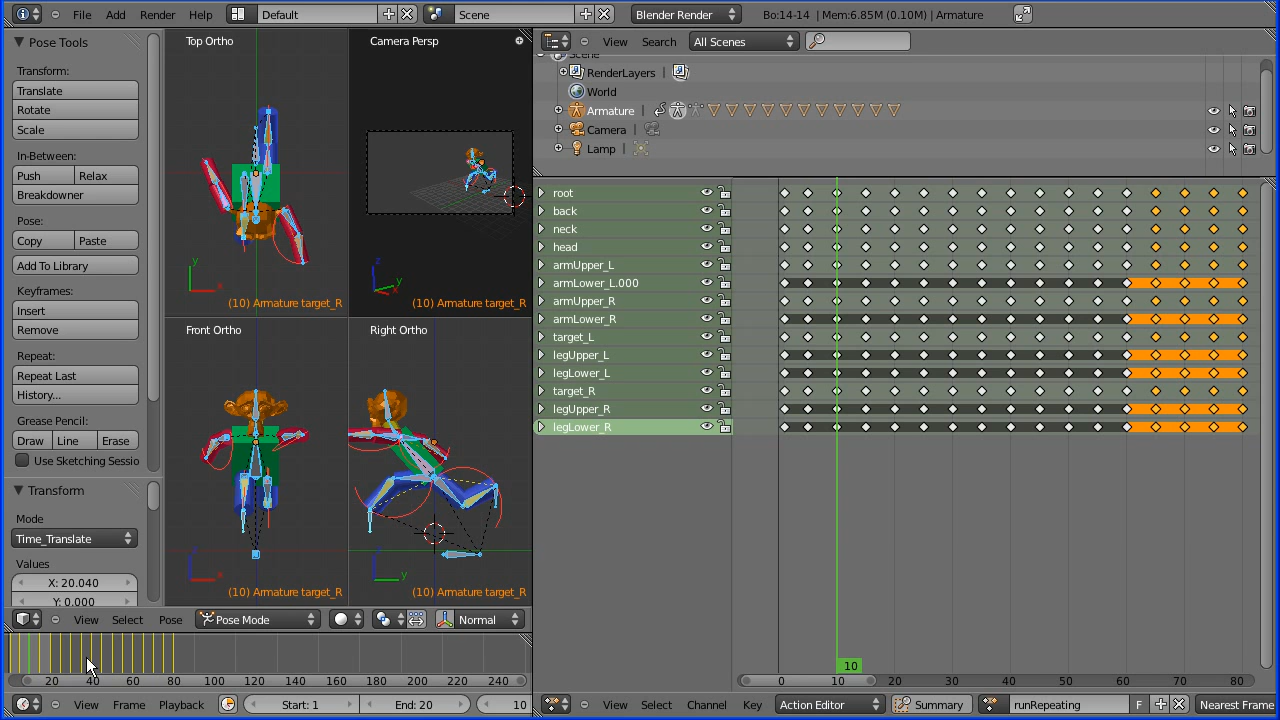 File Add Render Help Default Scene Blender Render Bo:14-14 | Mem:6.85M (0.10M) | Armature
Pose Tools
Transform:
Translate
Rotate
Scale
In-Between:
Push Relax
Breakdowner
Pose:
Copy Paste
Add To Library
Keyframes:
Insert
Remove
Repeat:
Repeat Last
History...
Grease Pencil:
Draw Line Erase
Use Sketching Sessio
Transform
Mode
Time_Translate
Values
X: 20.040
Y: 0.000
Top Ortho
y
x
(10) Armature target_R
Camera Persp
z
y
x
(10) Armature target_R
Front Ortho
z
x
(10) Armature target_R
Right Ortho
z
y
(10) Armature target_R
View Select Pose Pose Mode Normal
20 40 60 80 100 120 140 160 180 200 220 240
View Frame Playback Start: 1 End: 20 10
View Search All Scenes
Scene
RenderLayers |
World
Armature |
Camera |
Lamp |
root
back
neck
head
armUpper_L
armLower_L.000
armUpper_R
armLower_R
target_L
legUpper_L
legLower_L
target_R
legUpper_R
legLower_R
10
0 10 20 30 40 50 60 70 80
View Select Channel Key Action Editor Summary runRepeating F Nearest Frame